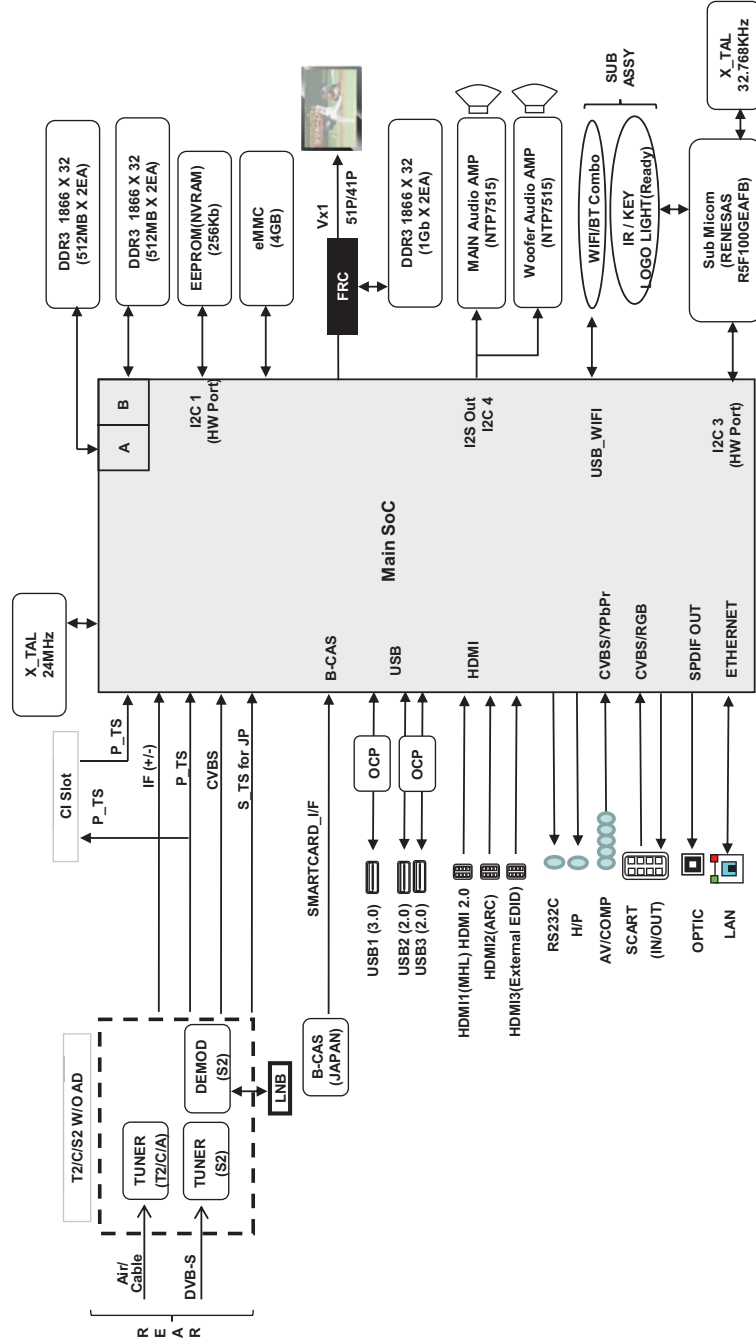 REAR
Air/
Cable
DVB-S
T2/C/S2 W/O AD
TUNER
(T2/C/A)
TUNER
(S2)
DEMOD
(S2)
LNB
CI Slot
P_TS
P_TS
IF (+/-)
P_TS
CVBS
S_TS for JP
X_TAL
24MHz
B-CAS
(JAPAN)
SMARTCARD_I/F
B-CAS
USB1 (3.0)
OCP
USB2 (2.0)
USB3 (2.0)
OCP
USB
HDMI1(MHL) HDMI 2.0
HDMI2(ARC)
HDMI3(External EDID)
HDMI
RS232C
H/P
AV/COMP
CVBS/YPbPr
SCART
(IN/OUT)
CVBS/RGB
OPTIC
SPDIF OUT
LAN
ETHERNET
Main SoC
A
B
DDR3 1866 X 32
(512MB X 2EA)
DDR3 1866 X 32
(512MB X 2EA)
I2C 1
(HW Port)
EEPROM(NVRAM)
(256Kb)
eMMC
(4GB)
FRC
Vx1
51P/41P
DDR3 1866 X 32
(1Gb X 2EA)
I2S Out
I2C 4
MAIN Audio AMP
(NTP7515)
Woofer Audio AMP
(NTP7515)
USB_WIFI
WIFI/BT Combo
IR / KEY
LOGO LIGHT(Ready)
SUB
ASSY
I2C 3
(HW Port)
Sub Micom
(RENESAS
R5F100GEAFB)
X_TAL
32.768KHz